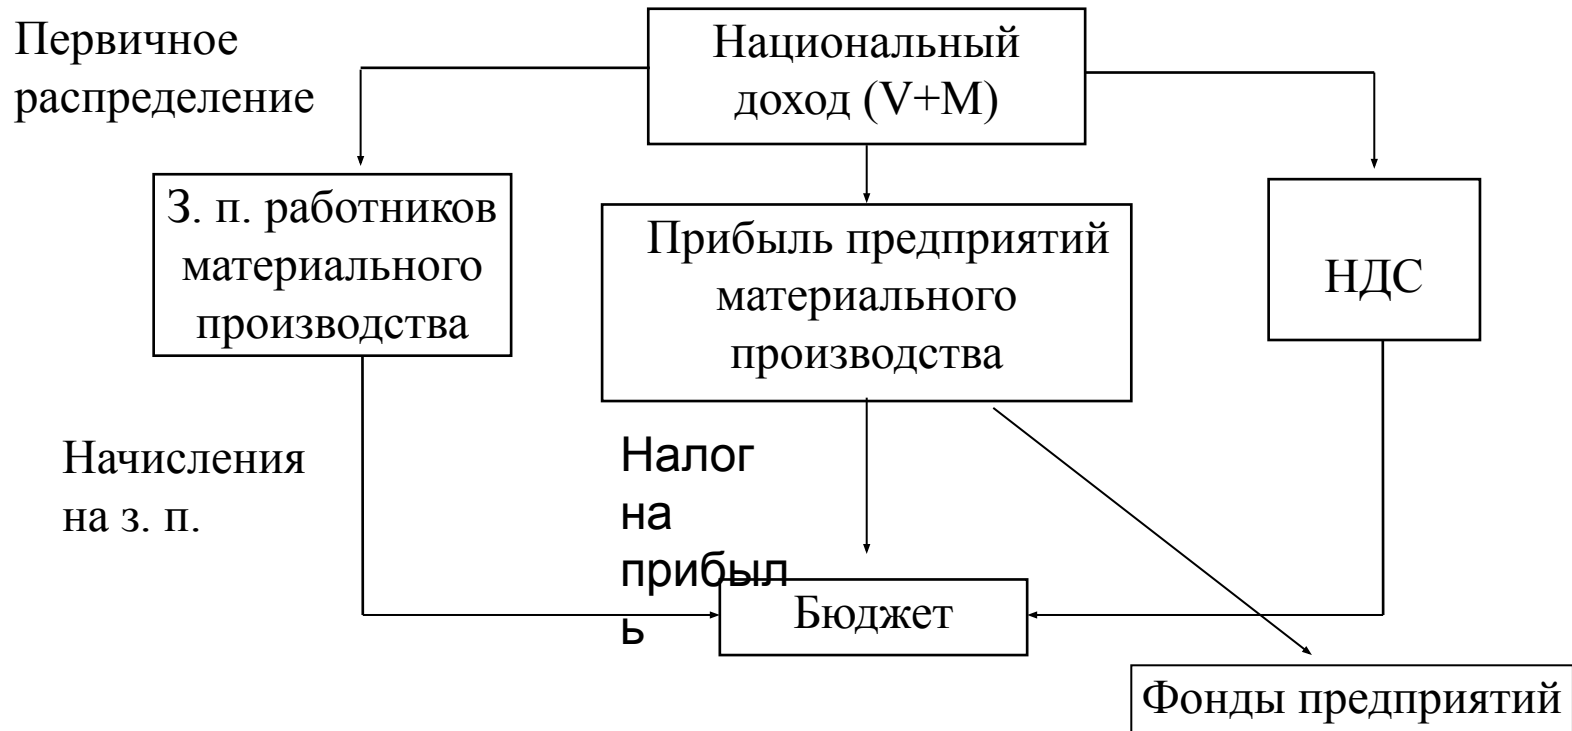 Первичное
распределение
Национальный
доход (V+M)
З. п. работников
материального
производства
Прибыль предприятий
материального
производства
НДС
Начисления
на з. п.
Налог
на
прибыл
ь
Бюджет
Фонды предприятий